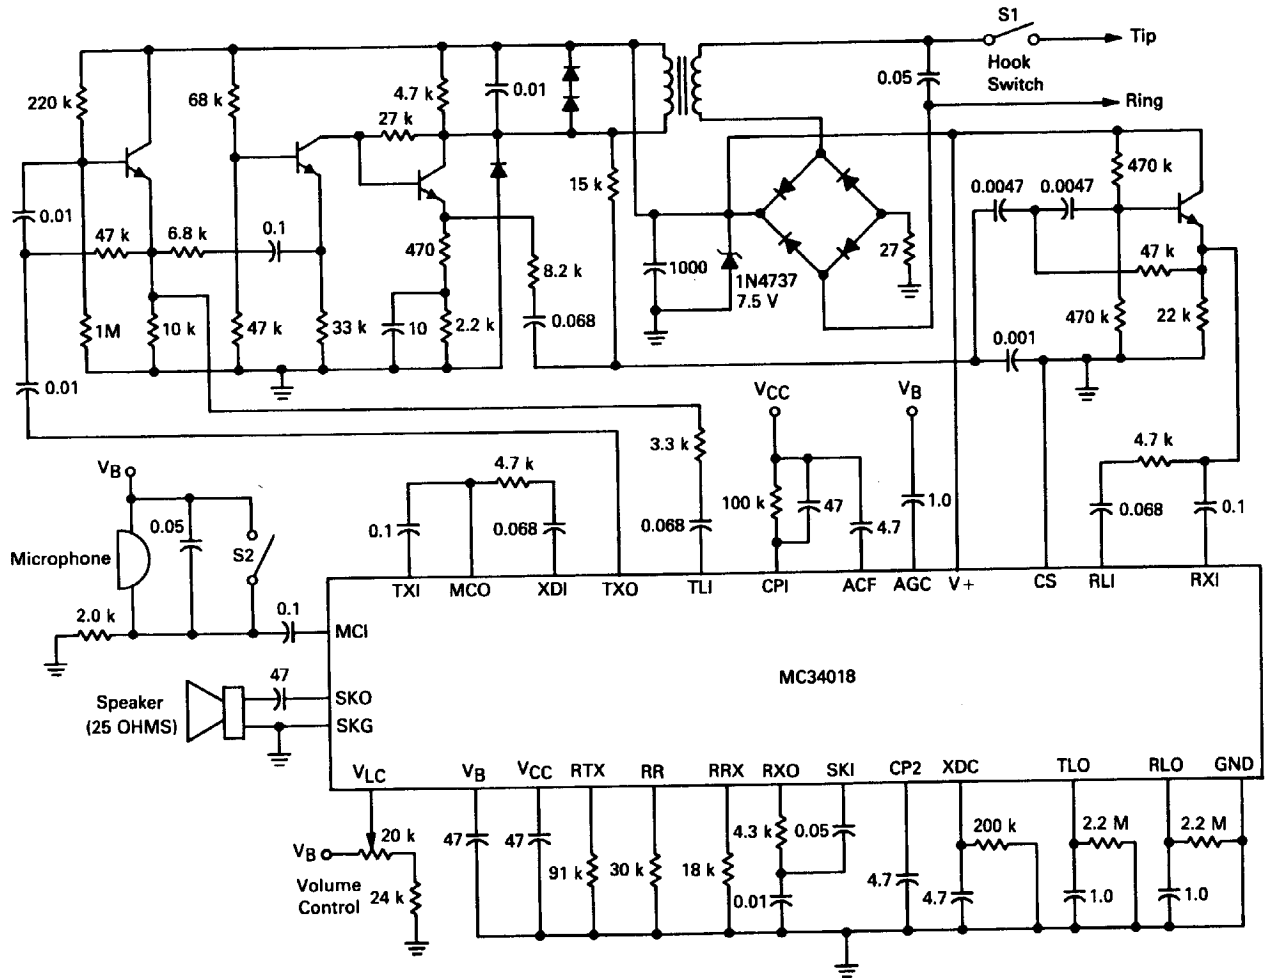 S1
Tip
Hook
Switch
0.05
Ring
220 k
68 k
4.7 k
0.01
27 k
15 k
470 k
0.0047
0.0047
0.01
47 k
6.8 k
0.1
470
8.2 k
1000
1N4737
7.5 V
27
47 k
1M
10 k
47 k
33 k
10
2.2 k
0.068
470 k
22 k
0.001
0.01
VCC
VB
3.3 k
4.7 k
VB
4.7 k
100 k
47
1.0
0.05
0.1
0.068
0.068
4.7
0.068
0.1
Microphone
S2
TXI
MCO
XDI
TXO
TLI
CPI
ACF
AGC
V+
CS
RLI
RXI
2.0 k
0.1
MCI
MC34018
47
Speaker
(25 OHMS)
SKO
SKG
VLC
VB
VCC
RTX
RR
RRX
RXO
SKI
CP2
XDC
TLO
RLO
GND
20 k
47
47
4.3 k
0.05
200 k
2.2 M
2.2 M
VB
Volume
Control
24 k
91 k
30 k
18 k
0.01
4.7
4.7
1.0
1.0